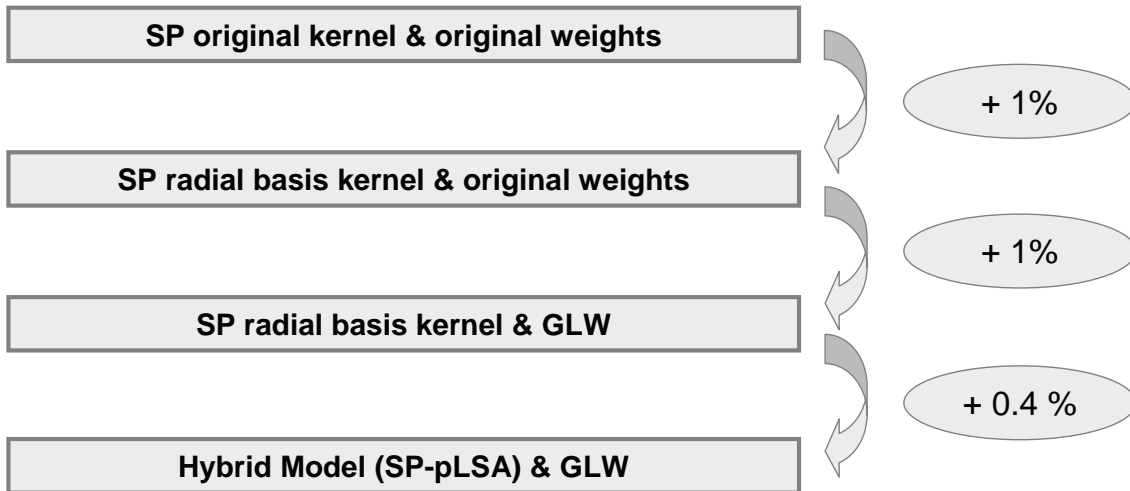 SP original kernel & original weights
+ 1%
SP radial basis kernel & original weights
+ 1%
SP radial basis kernel & GLW
+ 0.4 %
Hybrid Model (SP-pLSA) & GLW